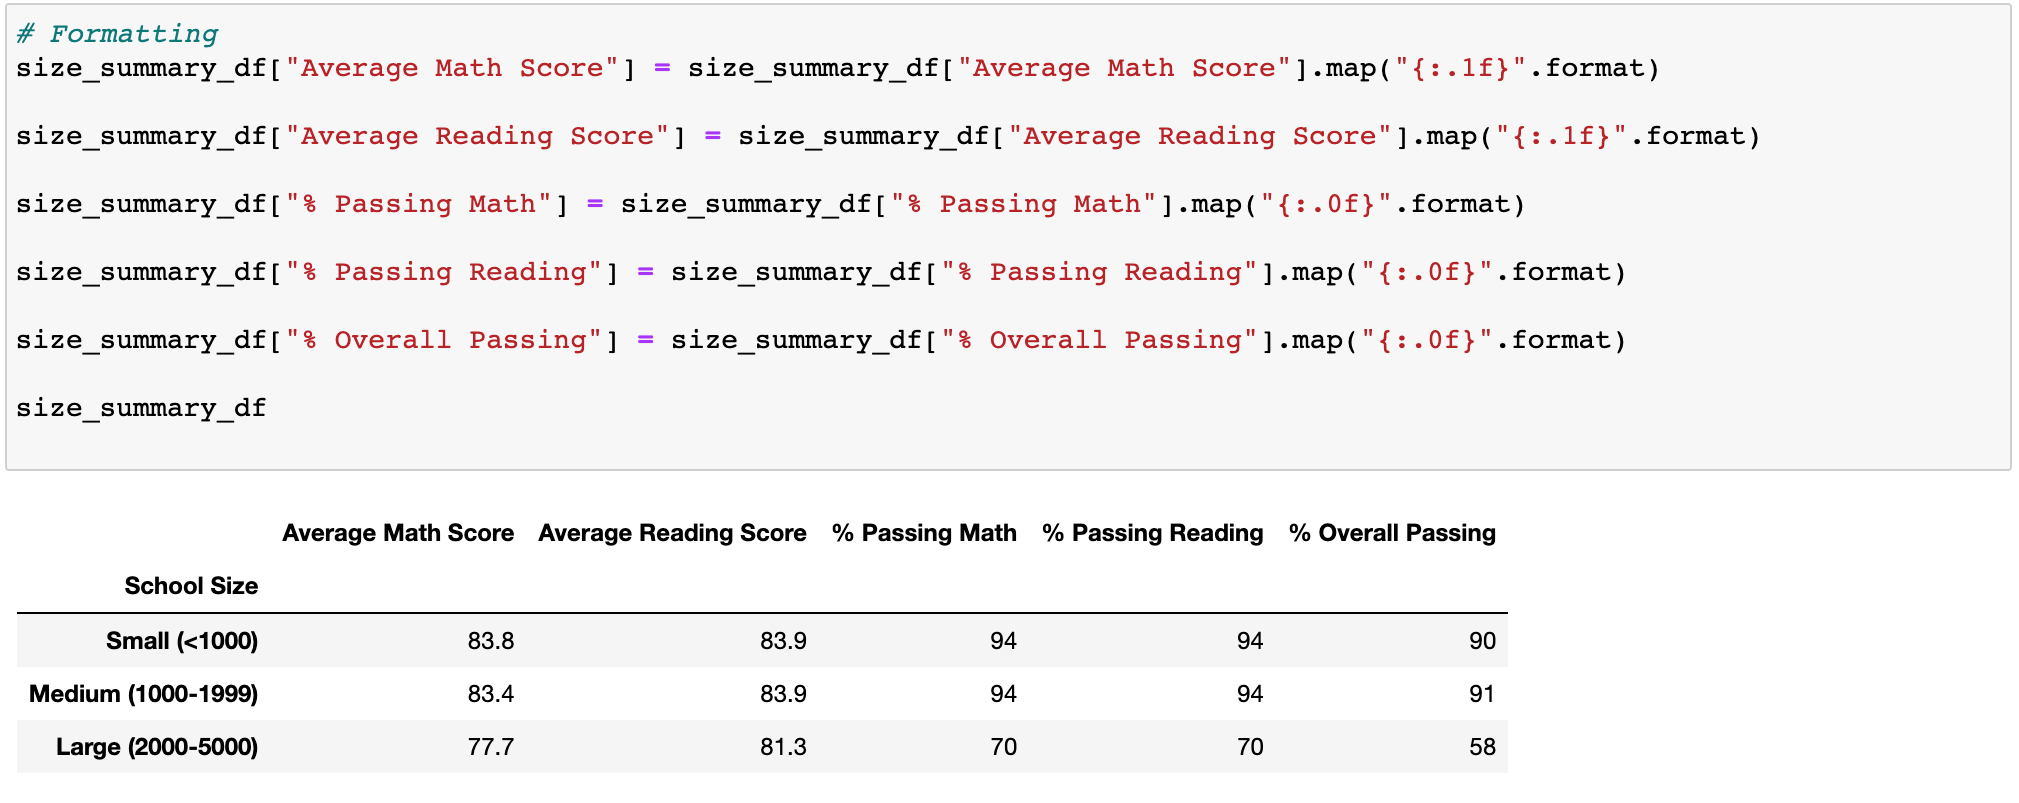 # Formatting
size_summary_df["Average Math Score"] = size_summary_df["Average Math Score"].map("{:.1f}".format)
size_summary_df["Average Reading Score"] = size_summary_df["Average Reading Score"].map("{:.1f}".format)
size_summary_df["% Passing Math"] = size_summary_df["% Passing Math"].map("{:.0f}".format)
size_summary_df["% Passing Reading"] = size_summary_df["% Passing Reading"].map("{:.0f}".format)
size_summary_df["% Overall Passing"] = size_summary_df["% Overall Passing"].map("{:.0f}".format)
size_summary_df
Average Math Score Average Reading Score % Passing Math % Passing Reading % Overall Passing
School Size
Small (<1000) 83.8 83.9 94 94 90
Medium (1000-1999) 83.4 83.9 94 94 91
Large (2000-5000) 77.7 81.3 70 70 58